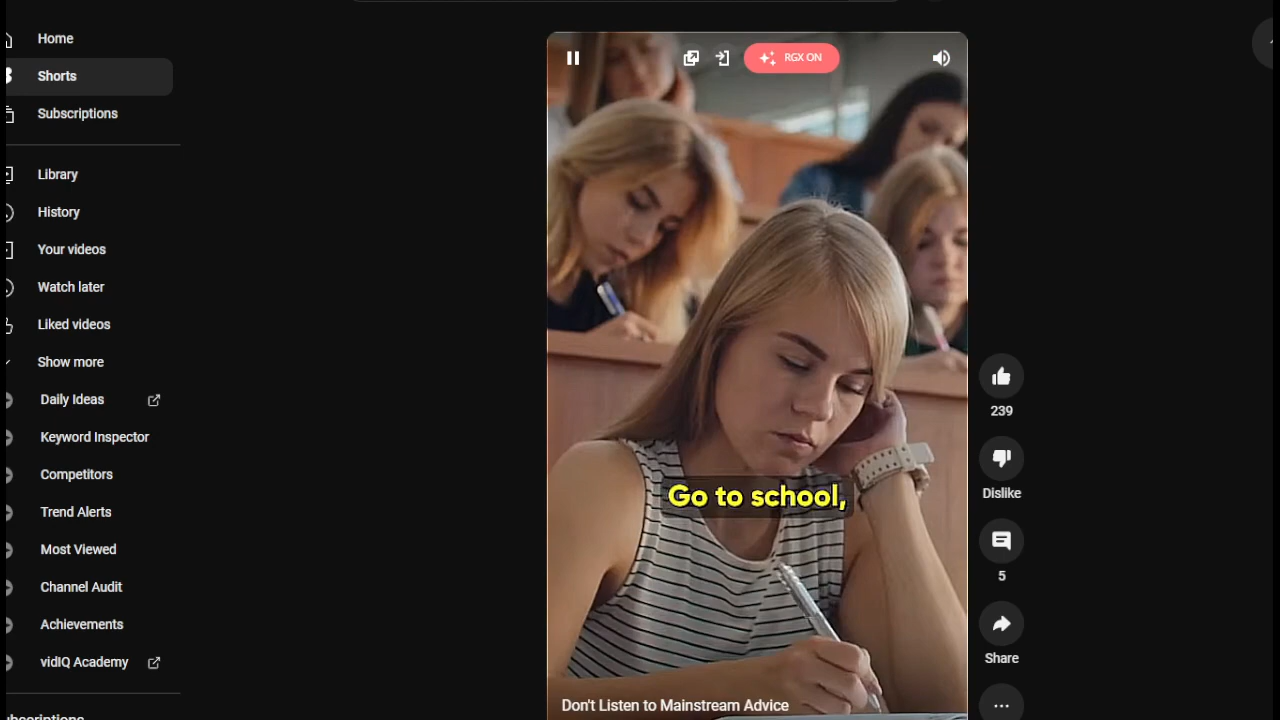 Home
Shorts
Subscriptions
Library
History
Your videos
Watch later
Liked videos
Show more
Daily Ideas
Keyword Inspector
Competitors
Trend Alerts
Most Viewed
Channel Audit
Achievements
vidIQ Academy
RGX ON
Go to school,
Don't Listen to Mainstream Advice
239
Dislike
5
Share